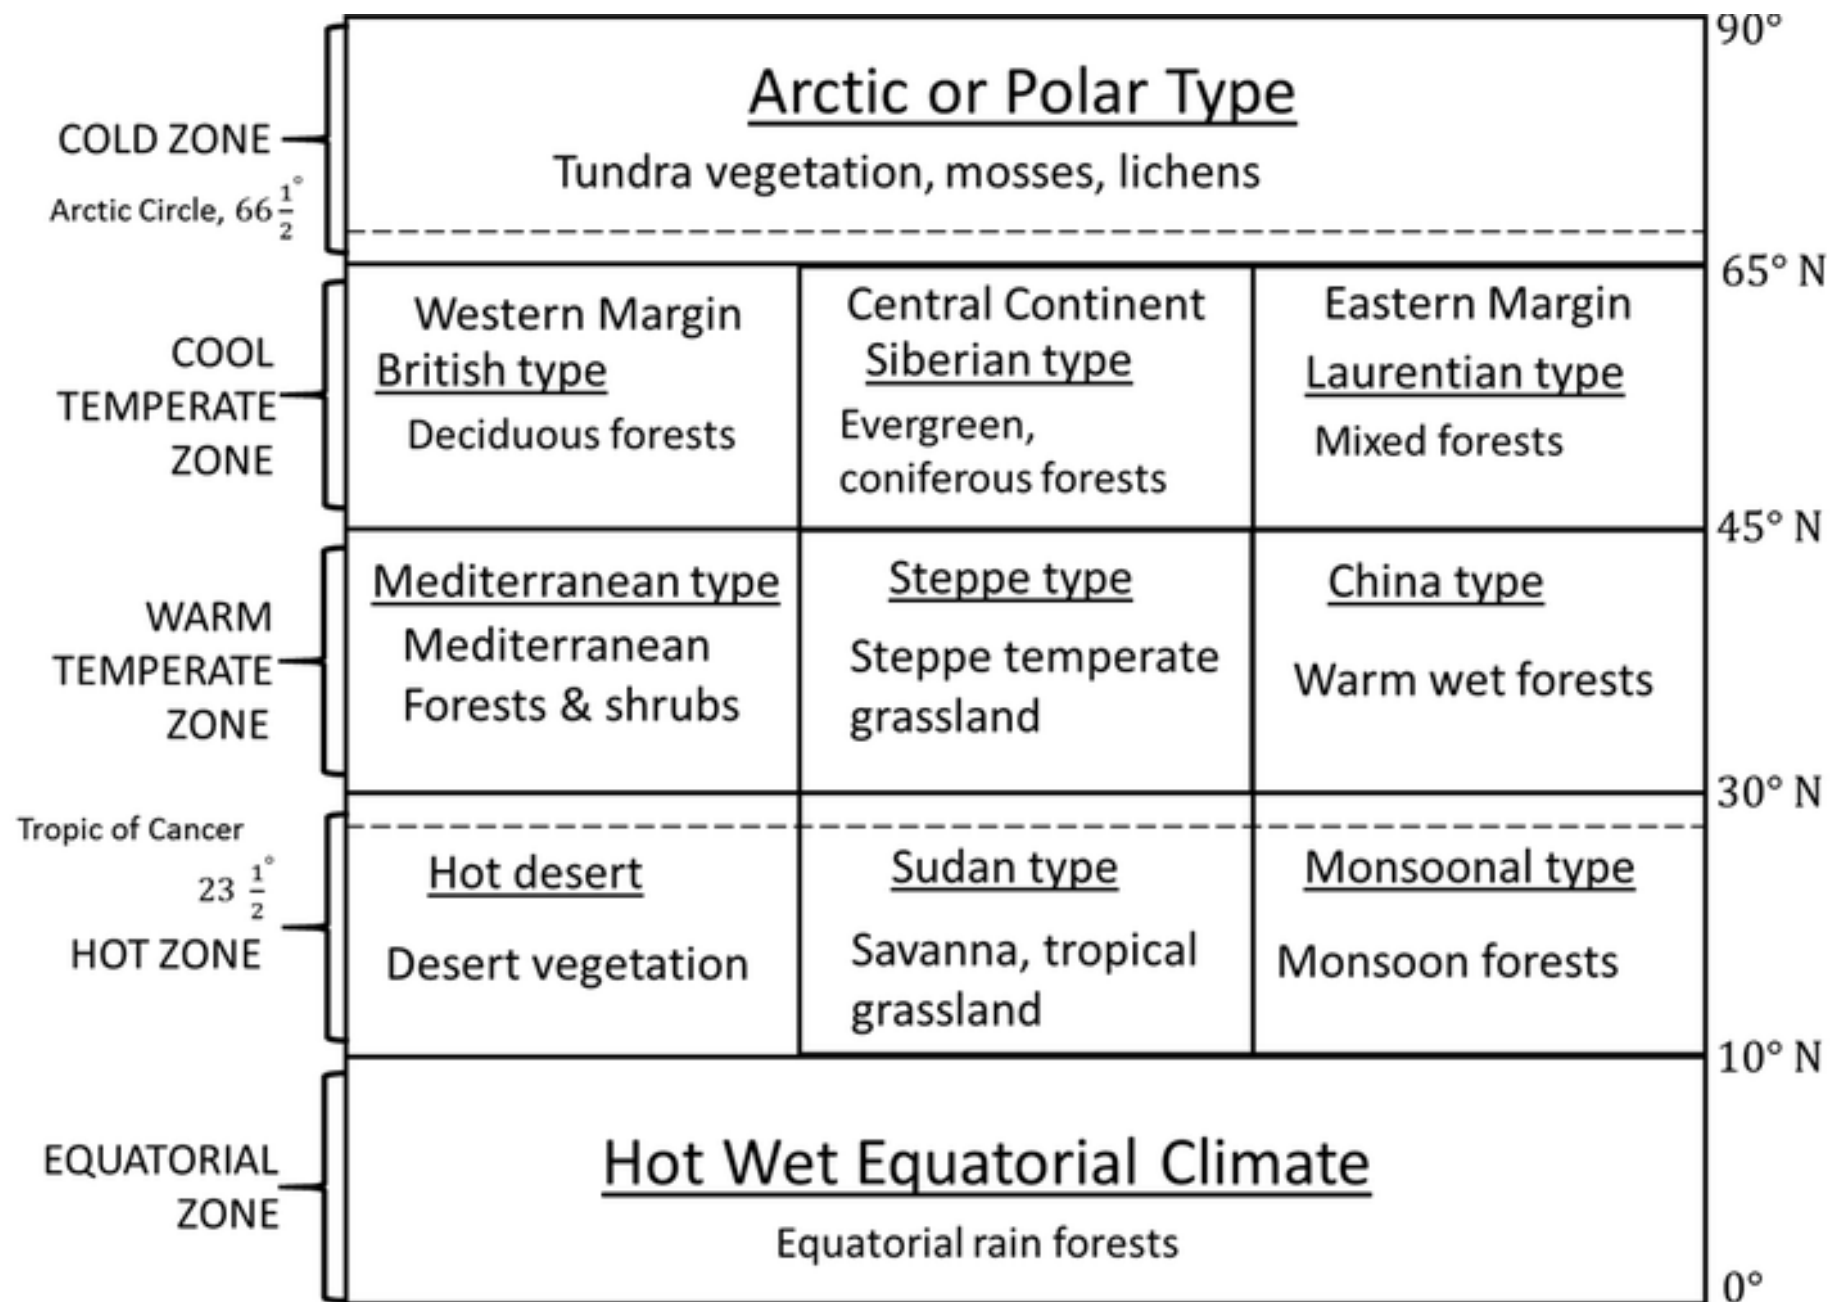 90°
Arctic or Polar Type
COLD ZONE
Tundra vegetation, mosses, lichens
Arctic Circle, 66 1/2°
65° N
Western Margin
British type
Deciduous forests
Central Continent
Siberian type
Evergreen,
coniferous forests
Eastern Margin
Laurentian type
Mixed forests
COOL
TEMPERATE
ZONE
45° N
Mediterranean type
Mediterranean
Forests & shrubs
Steppe type
Steppe temperate
grassland
China type
Warm wet forests
WARM
TEMPERATE
ZONE
30° N
Tropic of Cancer
23 1/2°
HOT ZONE
Hot desert
Desert vegetation
Sudan type
Savanna, tropical
grassland
Monsoonal type
Monsoon forests
10° N
EQUATORIAL
ZONE
Hot Wet Equatorial Climate
Equatorial rain forests
0°